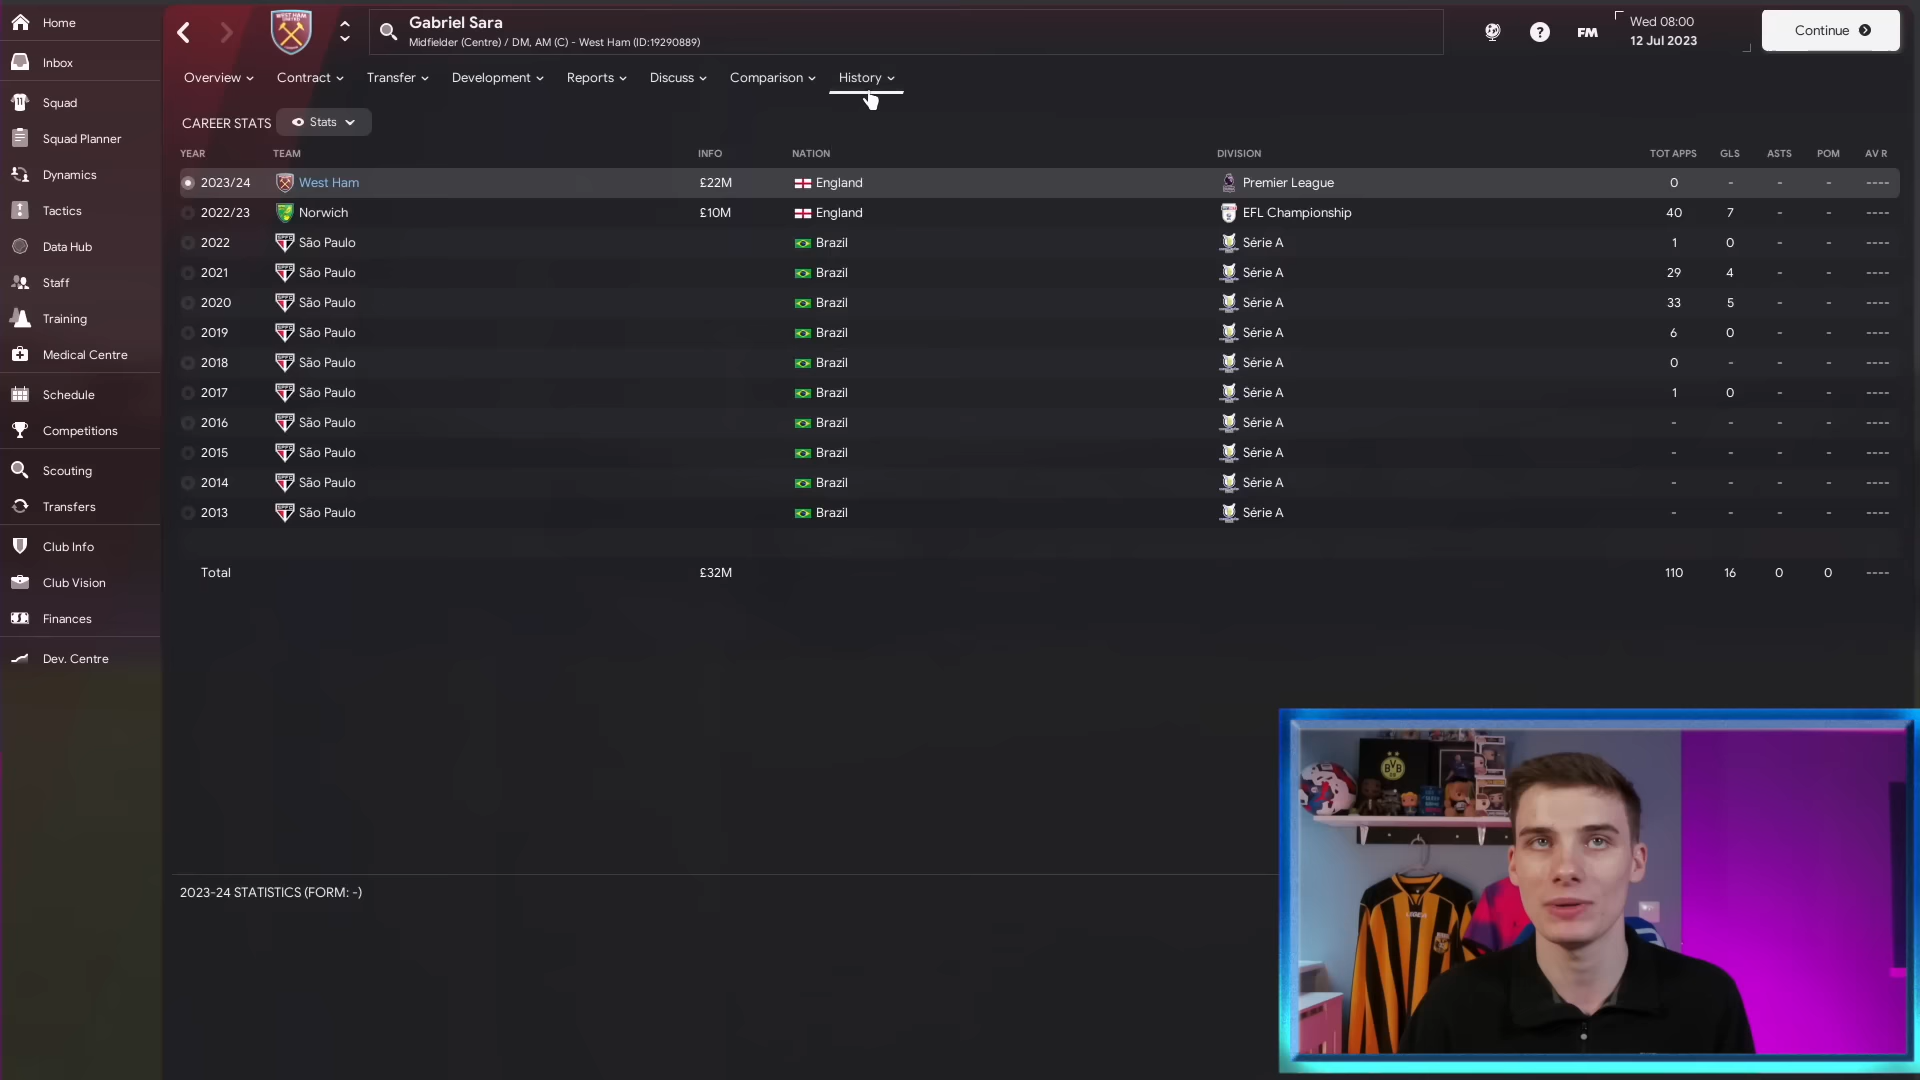 Home
Inbox
Squad
Squad Planner
Dynamics
Tactics
Data Hub
Staff
Training
Medical Centre
Schedule
Competitions
Scouting
Transfers
Club Info
Club Vision
Finances
Dev. Centre
Gabriel Sara
Midfielder (Centre) / DM, AM (C) - West Ham (ID:19290889)
FM
Wed 08:00
12 Jul 2023
Continue
Overview Contract Transfer Development Reports Discuss Comparison History
CAREER STATS Stats
YEAR TEAM INFO NATION DIVISION TOT APPS GLS ASTS POM AV R
2023/24 West Ham £22M England Premier League 0 - - - ----
2022/23 Norwich £10M England EFL Championship 40 7 - - ----
2022 São Paulo Brazil Série A 1 0 - - ----
2021 São Paulo Brazil Série A 29 4 - - ----
2020 São Paulo Brazil Série A 33 5 - - ----
2019 São Paulo Brazil Série A 6 0 - - ----
2018 São Paulo Brazil Série A 0 - - - ----
2017 São Paulo Brazil Série A 1 0 - - ----
2016 São Paulo Brazil Série A - - - - ----
2015 São Paulo Brazil Série A - - - - ----
2014 São Paulo Brazil Série A - - - - ----
2013 São Paulo Brazil Série A - - - - ----
Total £32M 110 16 0 0 ----
2023-24 STATISTICS (FORM: -)
BVB
09